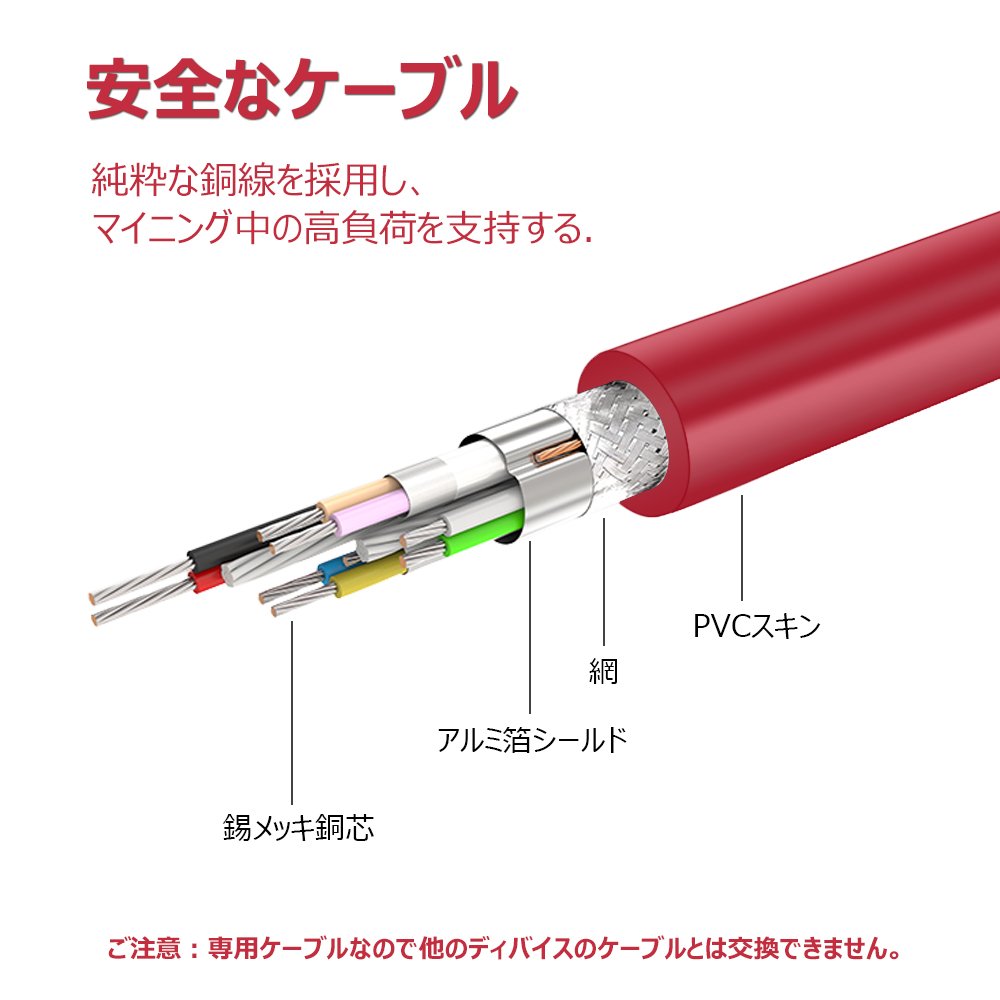 安全なケーブル
純粋な銅線を採用し、
マイニング中の高負荷を支持する.
PVCスキン
網
アルミ箔シールド
錫メッキ銅芯
ご注意：専用ケーブルなので他のディバイスのケーブルとは交換できません。